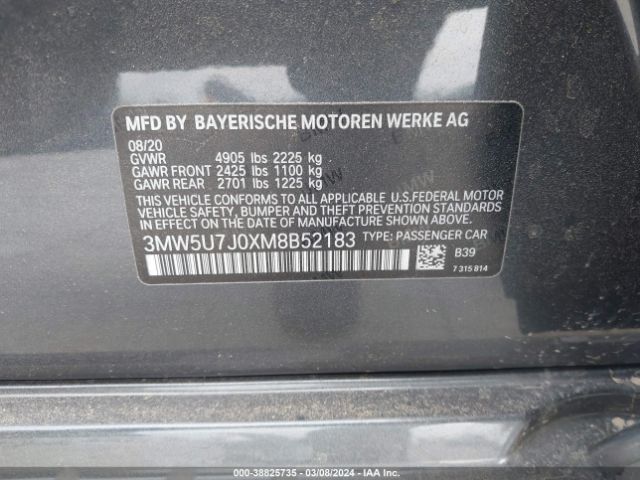 MFD BY BAYERISCHE MOTOREN WERKE AG
08/20
GVWR 4905 lbs 2225 kg
GAWR FRONT 2425 lbs 1100 kg
GAWR REAR 2701 lbs 1225 kg
THIS VEHICLE CONFORMS TO ALL APPLICABLE U.S.FEDERAL MOTOR
VEHICLE SAFETY, BUMPER AND THEFT PREVENTION STANDARDS
IN EFFECT ON THE DATE OF MANUFACTURE SHOWN ABOVE.
3MW5U7J0XM8B52183 TYPE: PASSENGER CAR
B39
7 315 814
000-38825735 - 03/08/2024 - IAA Inc.